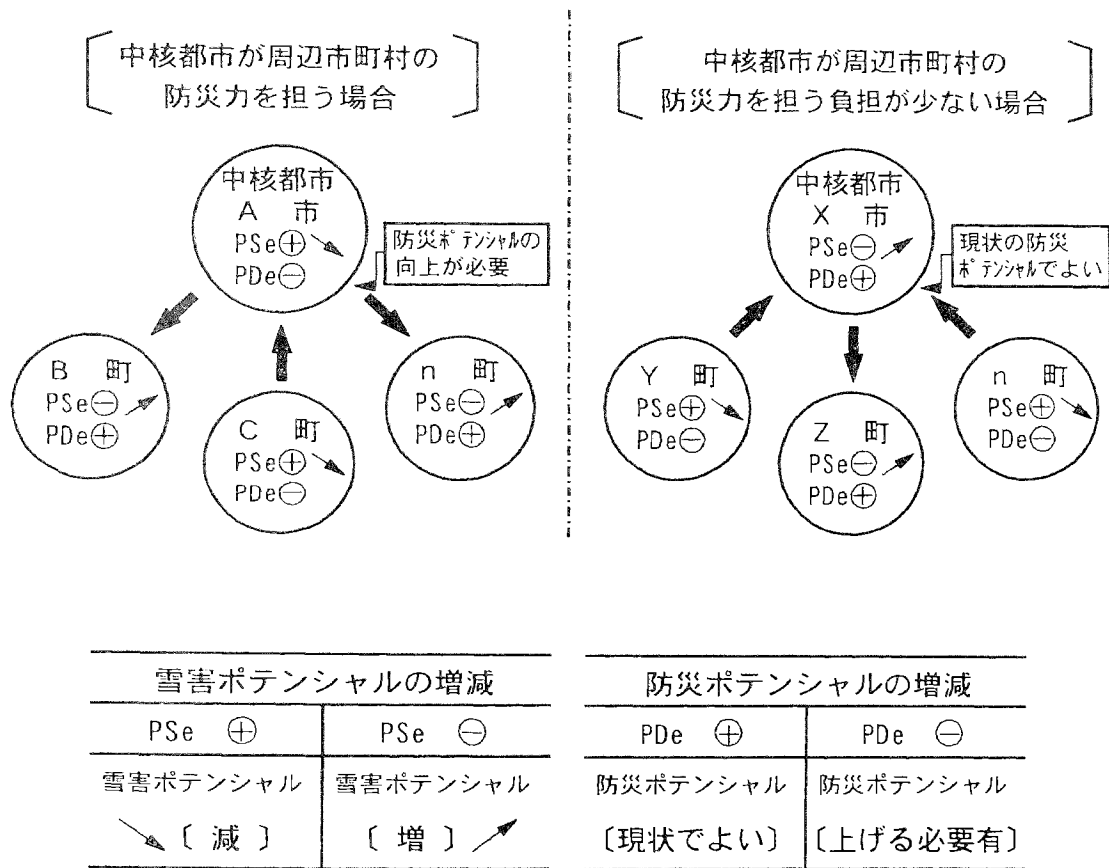 中核都市が周辺市町村の
防災力を担う場合
中核都市
A 市
PSe⊕
PDe⊖
防災ポテンシャルの
向上が必要
B 町
PSe⊖
PDe⊕
C 町
PSe⊕
PDe⊖
n 町
PSe⊖
PDe⊕
中核都市が周辺市町村の
防災力を担う負担が少ない場合
中核都市
X 市
PSe⊖
PDe⊕
現状の防災
ポテンシャルでよい
Y 町
PSe⊕
PDe⊖
Z 町
PSe⊖
PDe⊕
n 町
PSe⊕
PDe⊖
雪害ポテンシャルの増減
PSe ⊕ PSe ⊖
雪害ポテンシャル 雪害ポテンシャル
↘〔 減 〕 〔 増 〕↗
防災ポテンシャルの増減
PDe ⊕ PDe ⊖
防災ポテンシャル 防災ポテンシャル
〔現状でよい〕 〔上げる必要有〕